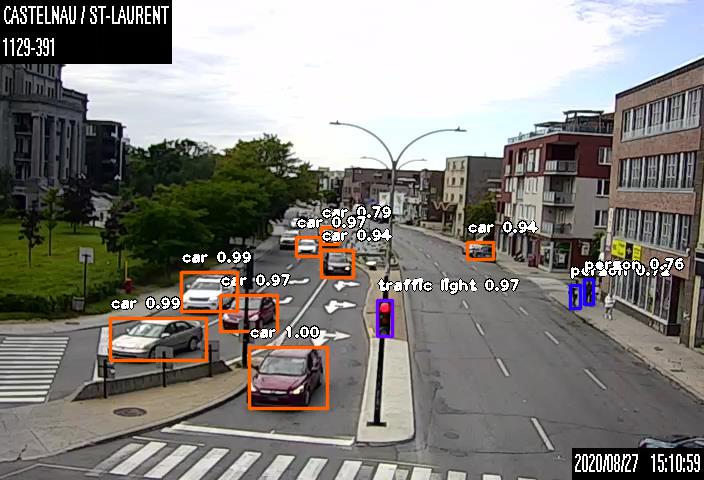 CASTELNAU / ST-LAURENT
1129-391
car 0.79
car 0.97
car 0.94
car 0.94
car 0.99
car 0.97
traffic light 0.97
person 0.76
car 0.99
car 1.00
2020/08/27 15:10:59